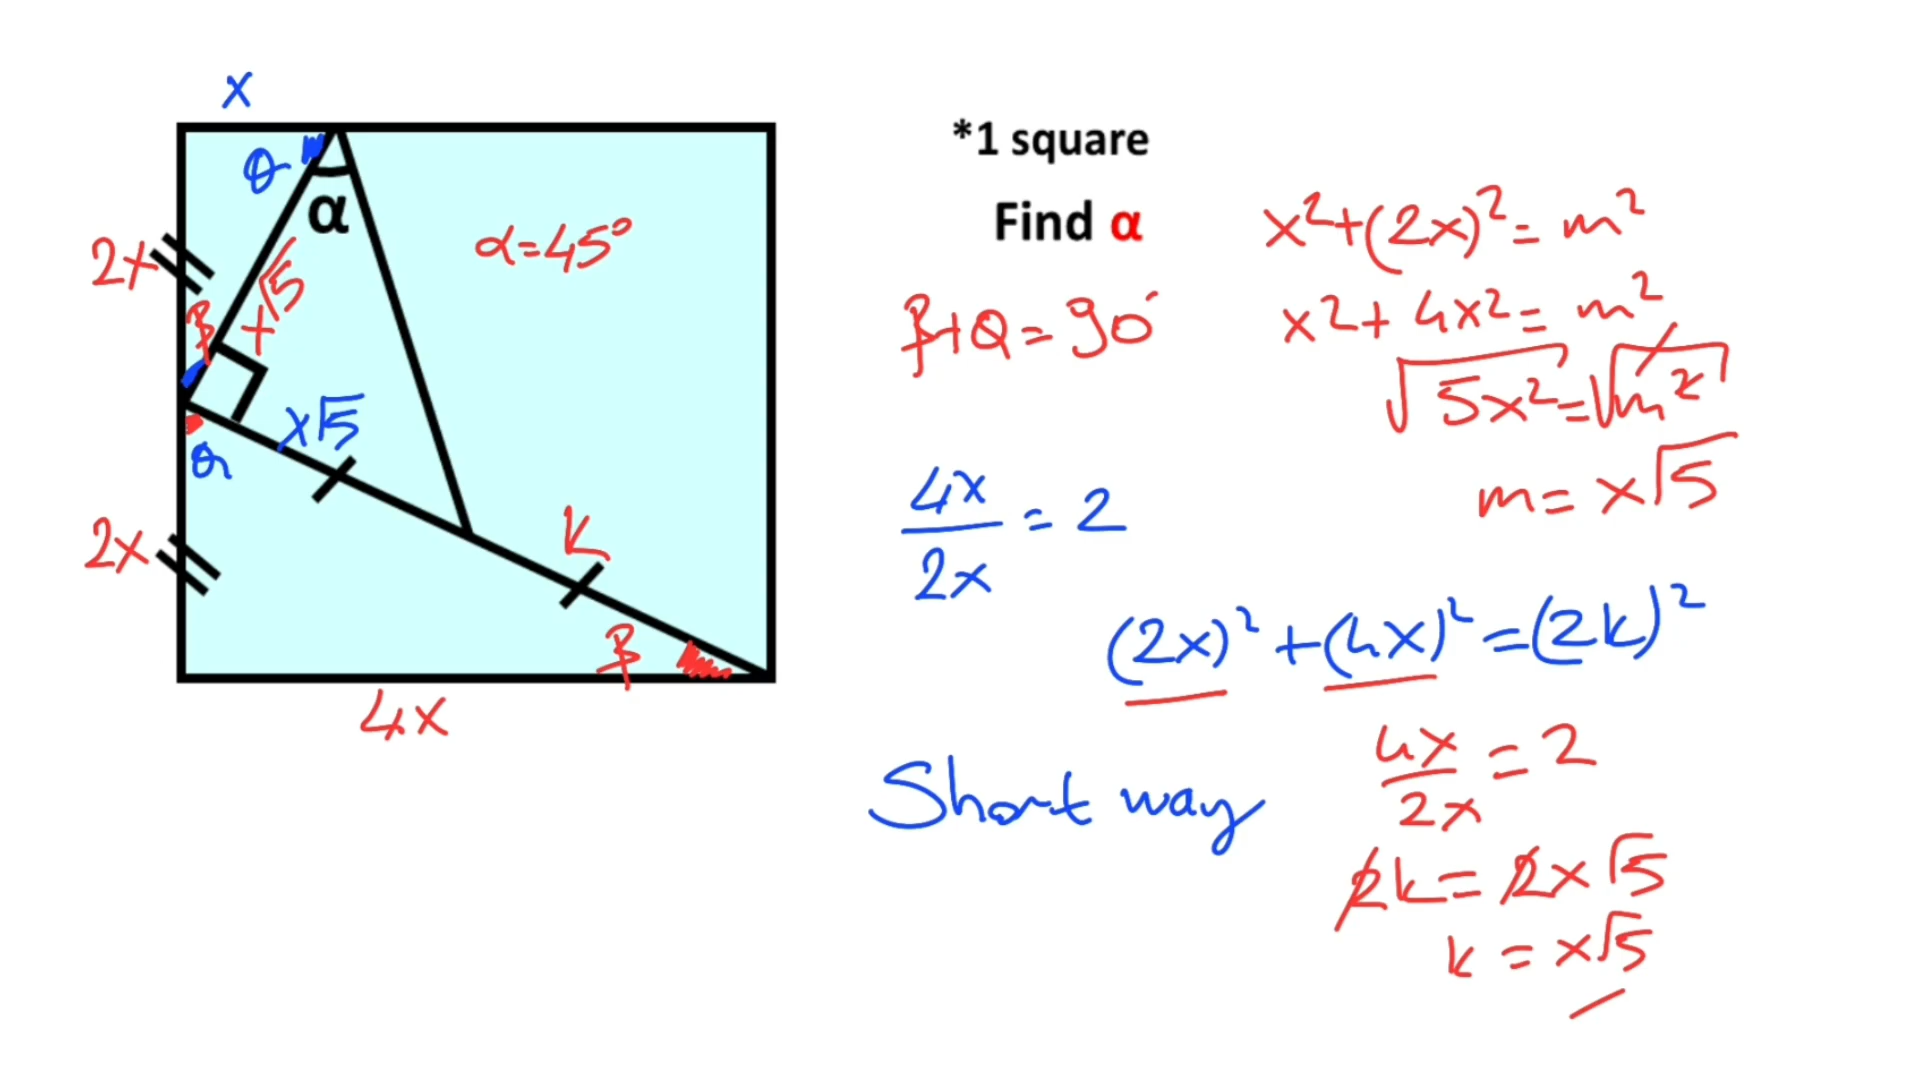 x
θ
α
2x
β
x√5
α=45°
x√5
θ
2x
k
β
4x
*1 square
Find α
β+θ=90°
4x/2x = 2
Short way
x²+(2x)²=m²
x²+4x²=m²
√5x²=√m²
m=x√5
(2x)²+(4x)²=(2k)²
4x/2x=2
2k=2x√5
k=x√5